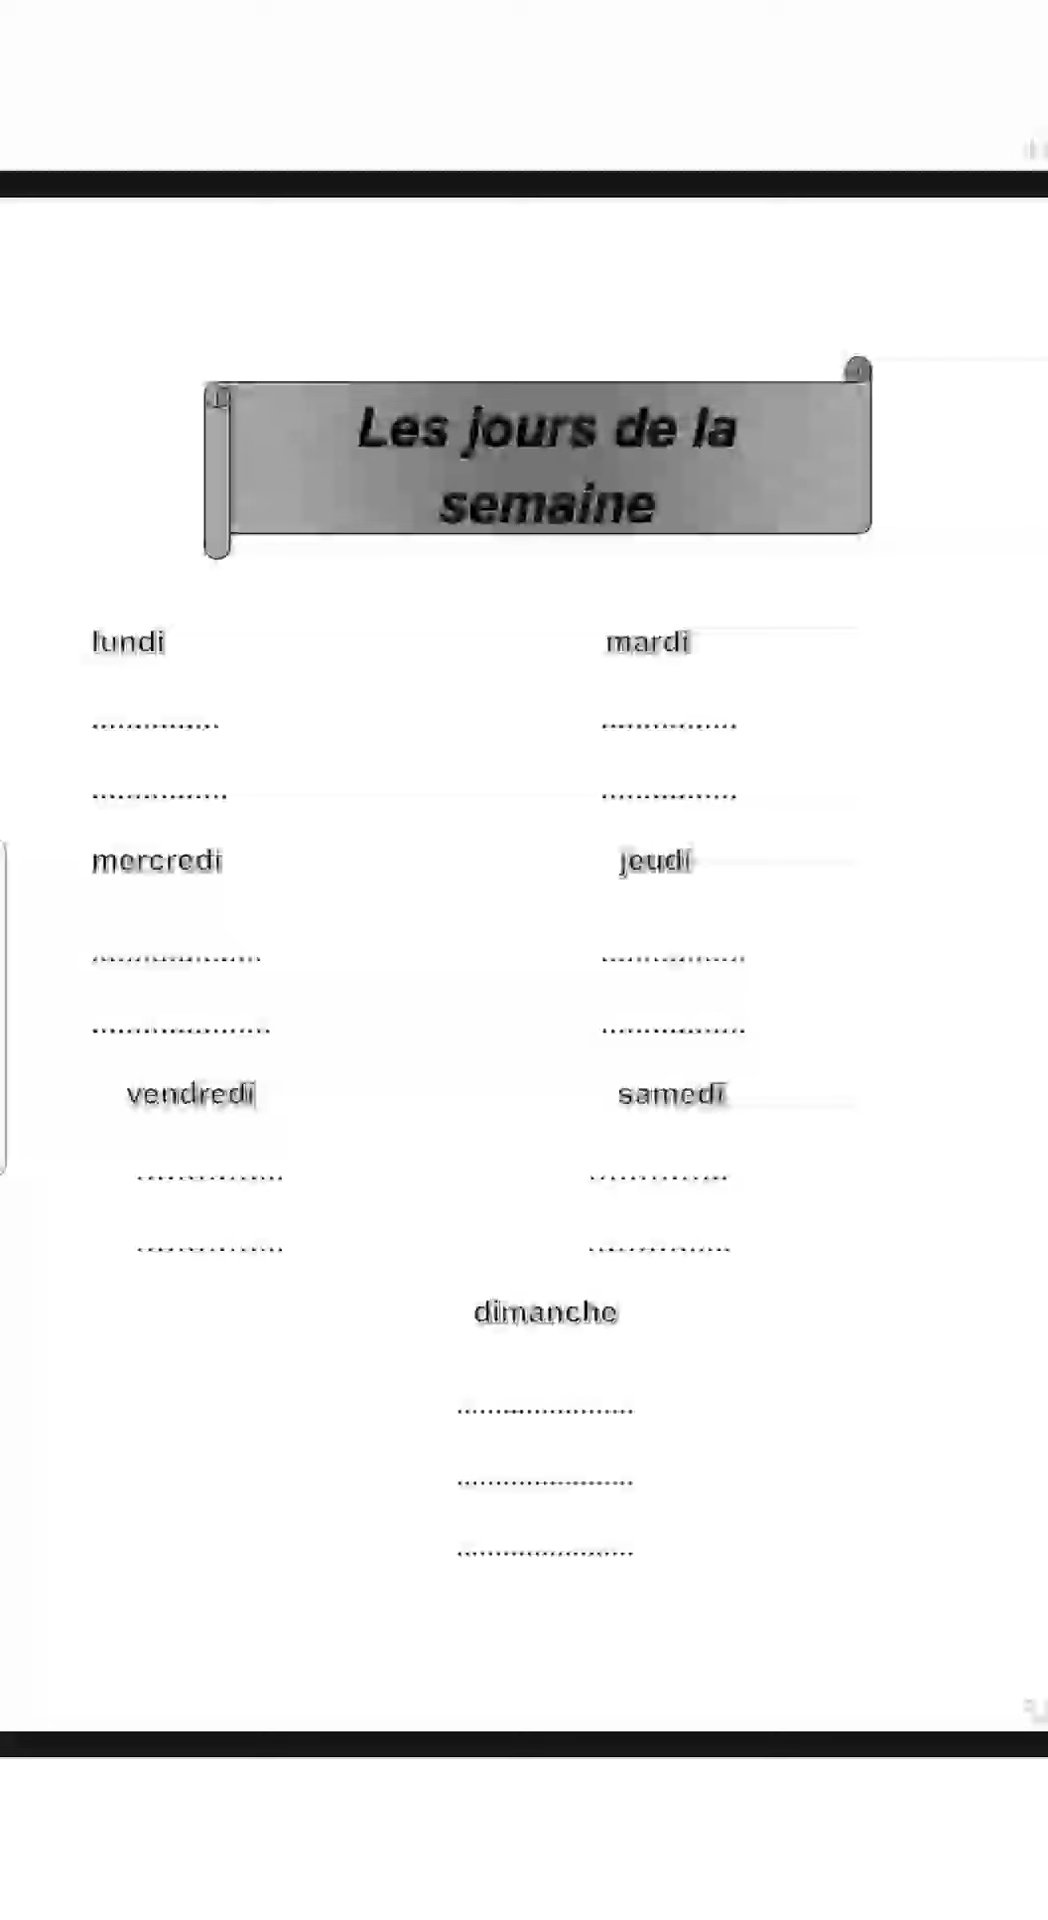 Les jours de la
semaine
lundi mardi
............... ................
................ ................
mercredi jeudi
.................... .................
..................... .................
vendredi samedi
................. ................
................. .................
dimanche
.....................
.....................
.....................